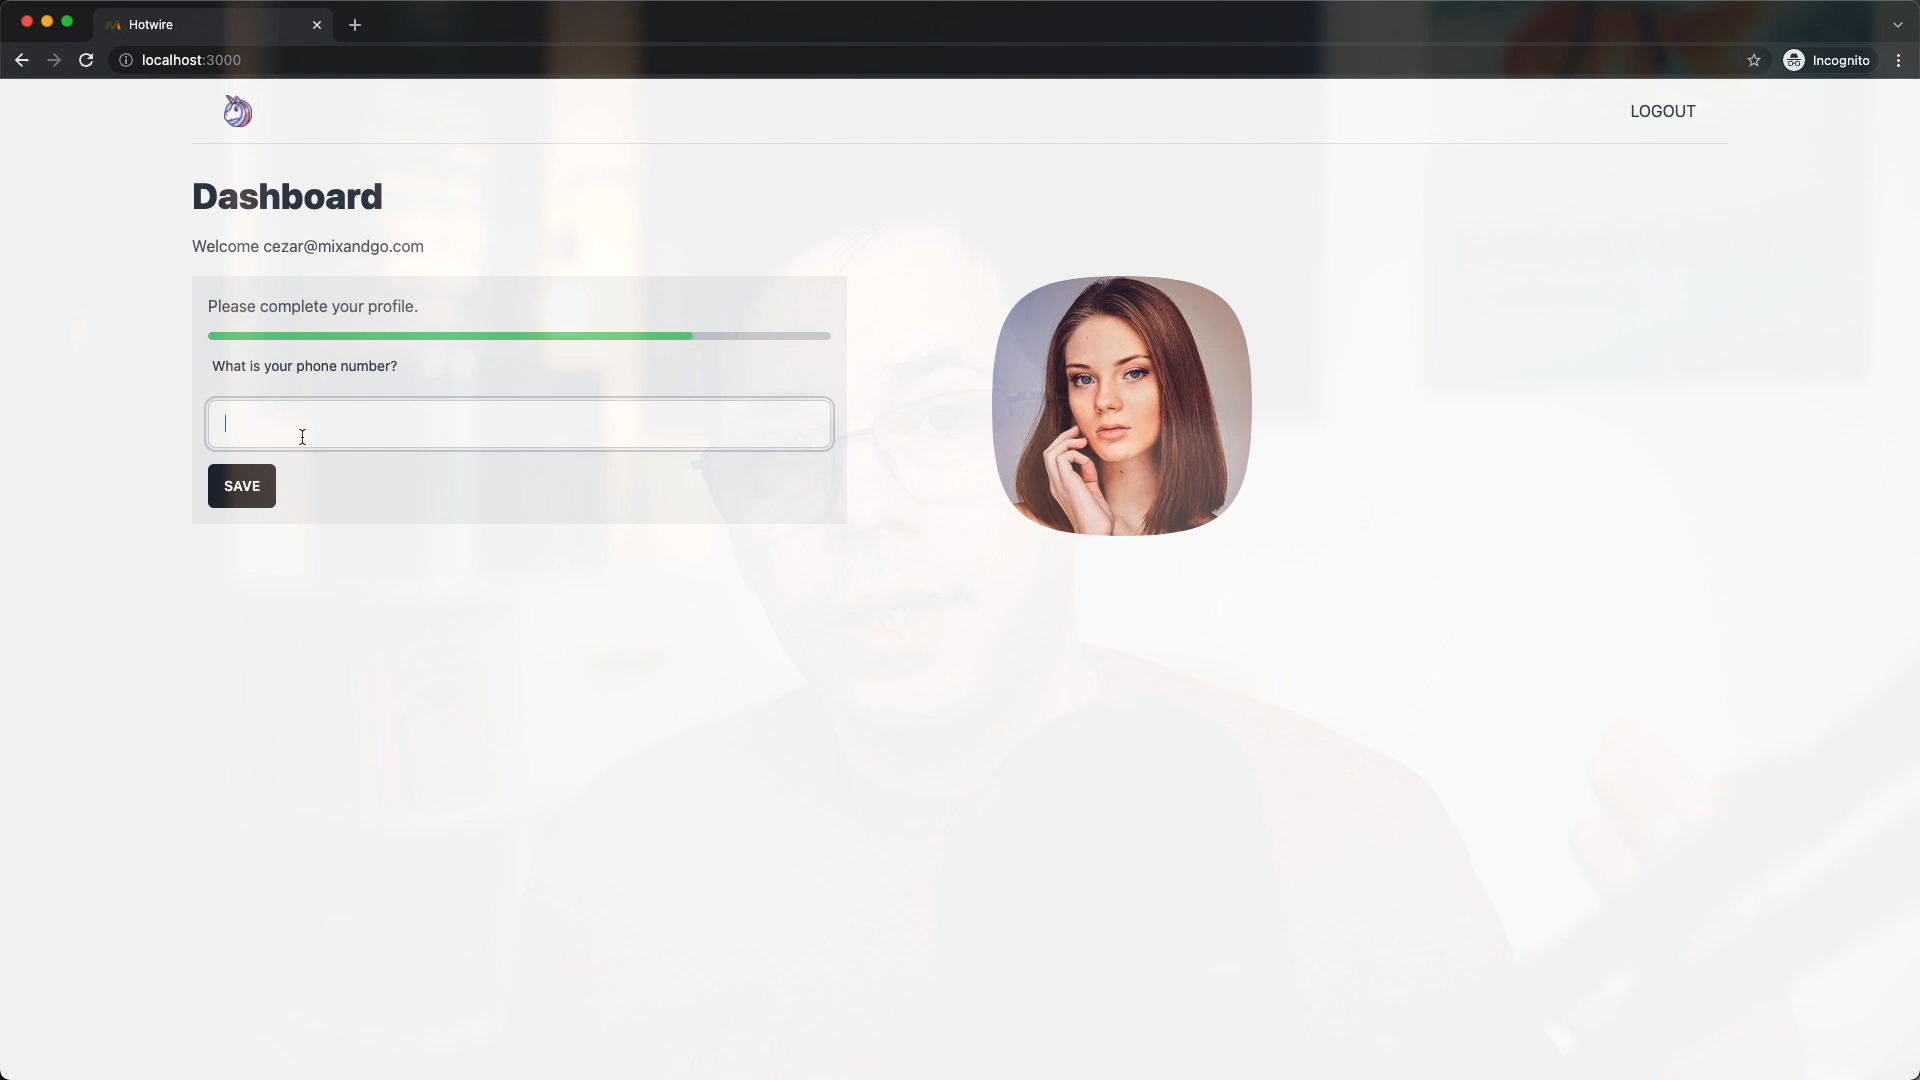 Hotwire
localhost:3000
Incognito
LOGOUT
Dashboard
Welcome cezar@mixandgo.com
Please complete your profile.
What is your phone number?
SAVE